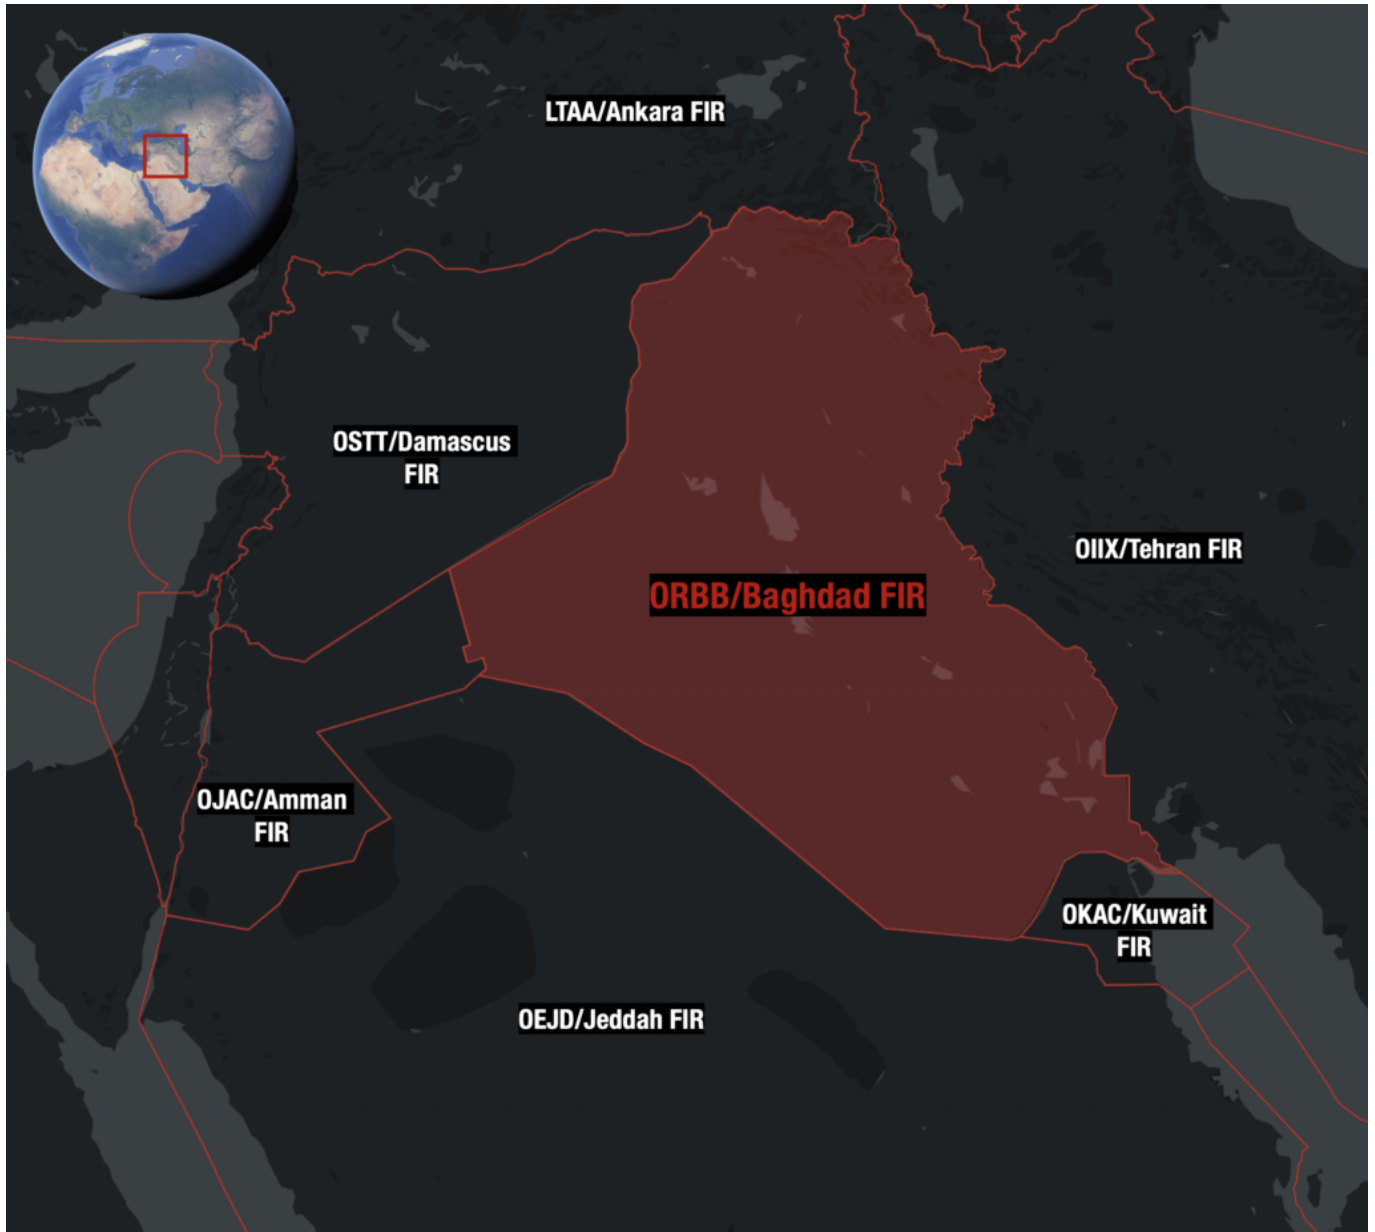 LTAA/Ankara FIR
OSTT/Damascus
FIR
OIIX/Tehran FIR
ORBB/Baghdad FIR
OJAC/Amman
FIR
OKAC/Kuwait
FIR
OEJD/Jeddah FIR